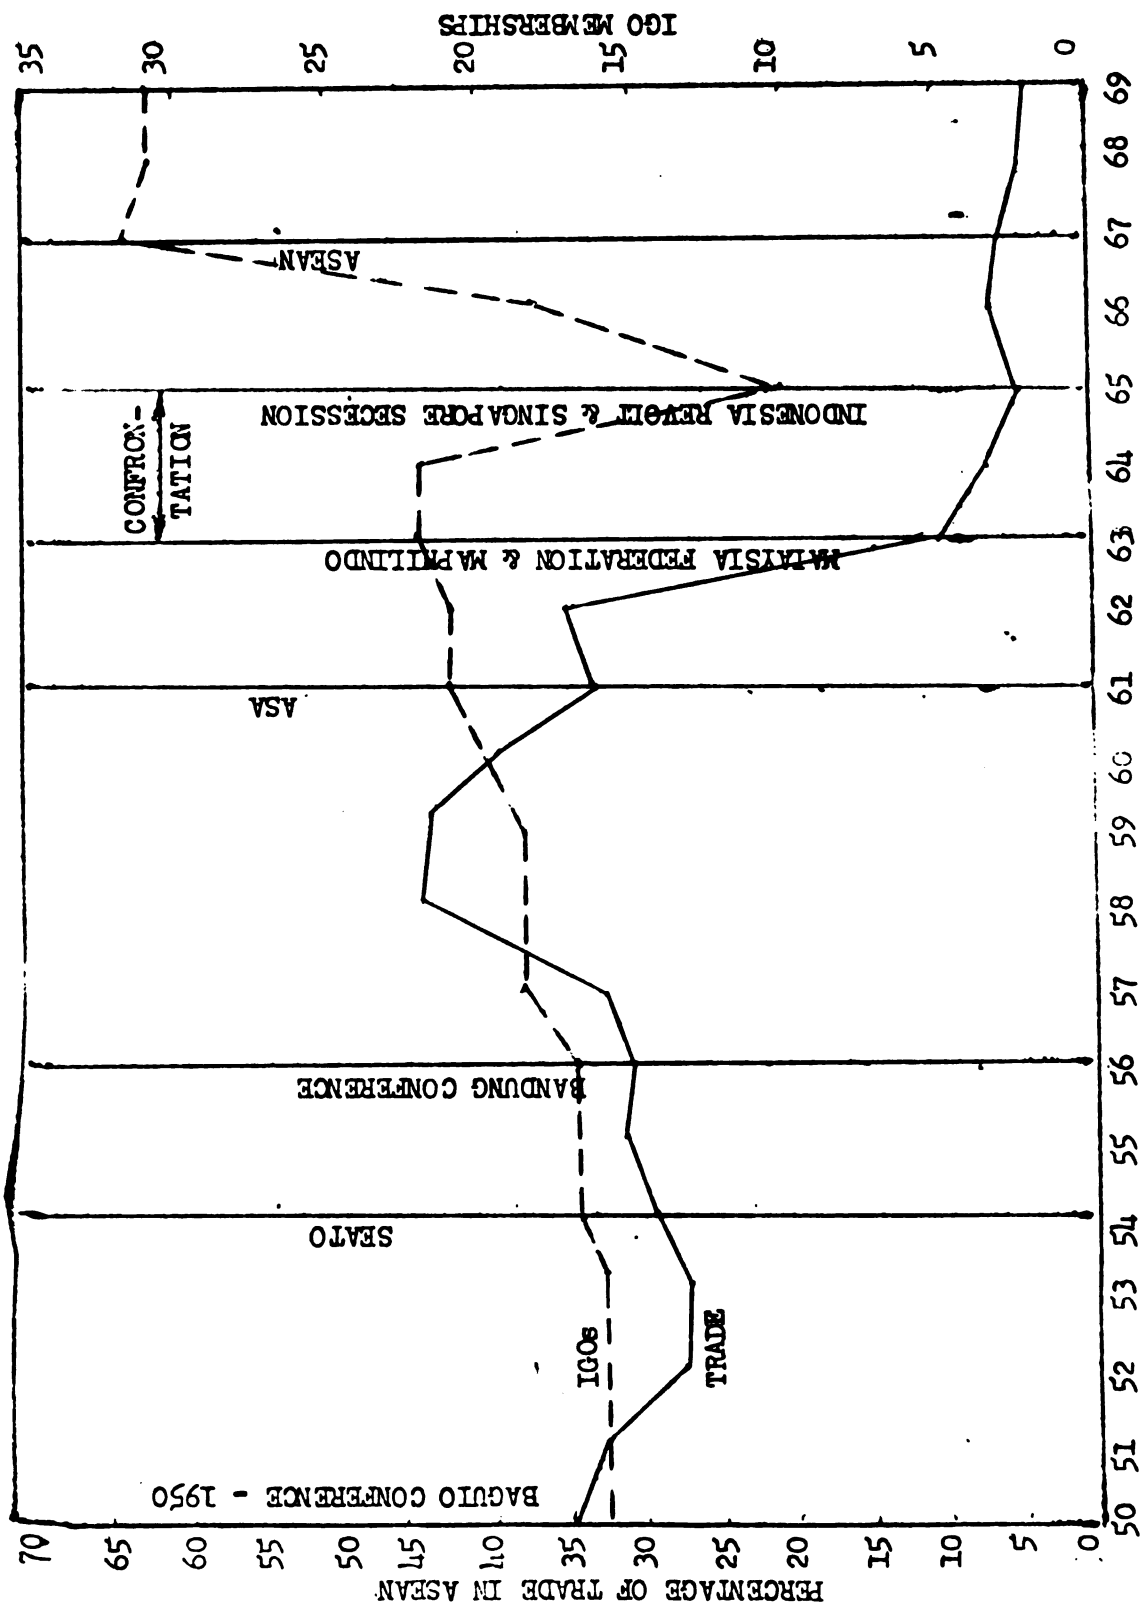 PERCENTAGE OF TRADE IN ASEAN
70
65
60
55
50
45
40
35
30
25
20
15
10
5
0
BAGUIO CONFERENCE - 1950
SEATO
BANDUNG CONFERENCE
ASA
MALAYSIA FEDERATION & MAPHILINDO
CONFRON-
TATION
INDONESIA REVOLT & SINGAPORE SECESSION
ASEAN
IGOs
TRADE
IGO MEMBERSHIPS
35
30
25
20
15
10
5
0
50 51 52 53 54 55 56 57 58 59 60 61 62 63 64 65 66 67 68 69